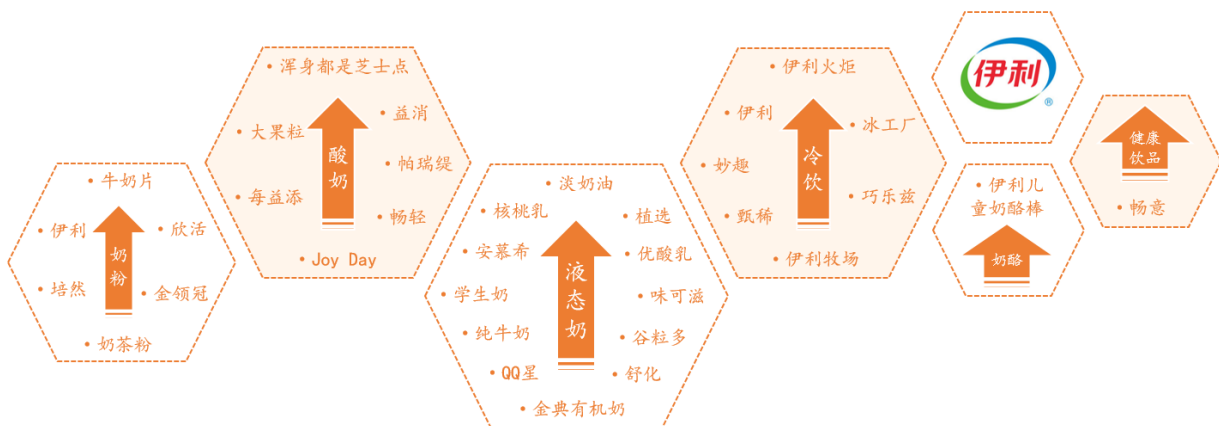 • 牛奶片
• 伊利
• 欣活
奶粉
• 培然
• 金领冠
• 奶茶粉
• 浑身都是芝士点
• 益消
• 大果粒
酸奶
• 帕瑞缇
• 每益添
• 畅轻
• Joy Day
• 淡奶油
• 核桃乳
• 植选
• 安慕希
• 优酸乳
液态奶
• 学生奶
• 味可滋
• 纯牛奶
• 谷粒多
• QQ星
• 舒化
• 金典有机奶
• 伊利火炬
• 伊利
• 冰工厂
冷饮
• 妙趣
• 巧乐兹
• 甄稀
• 伊利牧场
伊利
®
• 伊利儿
童奶酪棒
奶酪
健康
饮品
• 畅意